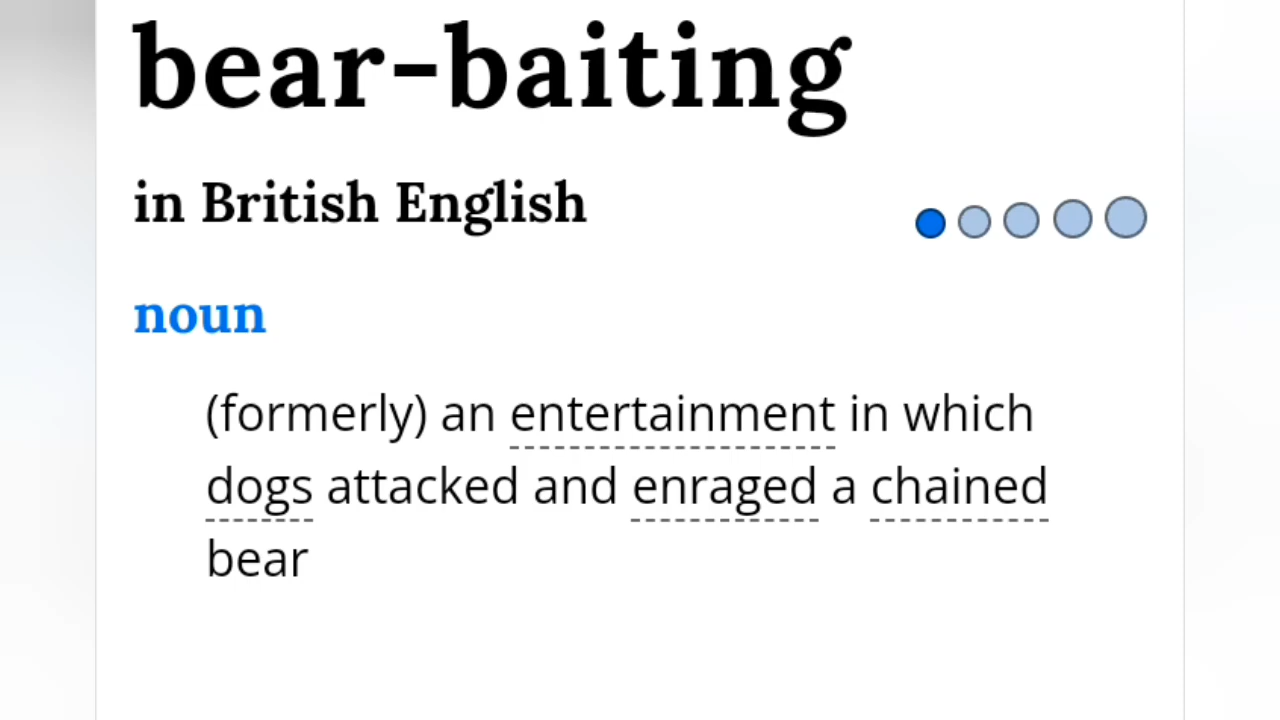 bear-baiting
in British English
noun
(formerly) an entertainment in which
dogs attacked and enraged a chained
bear